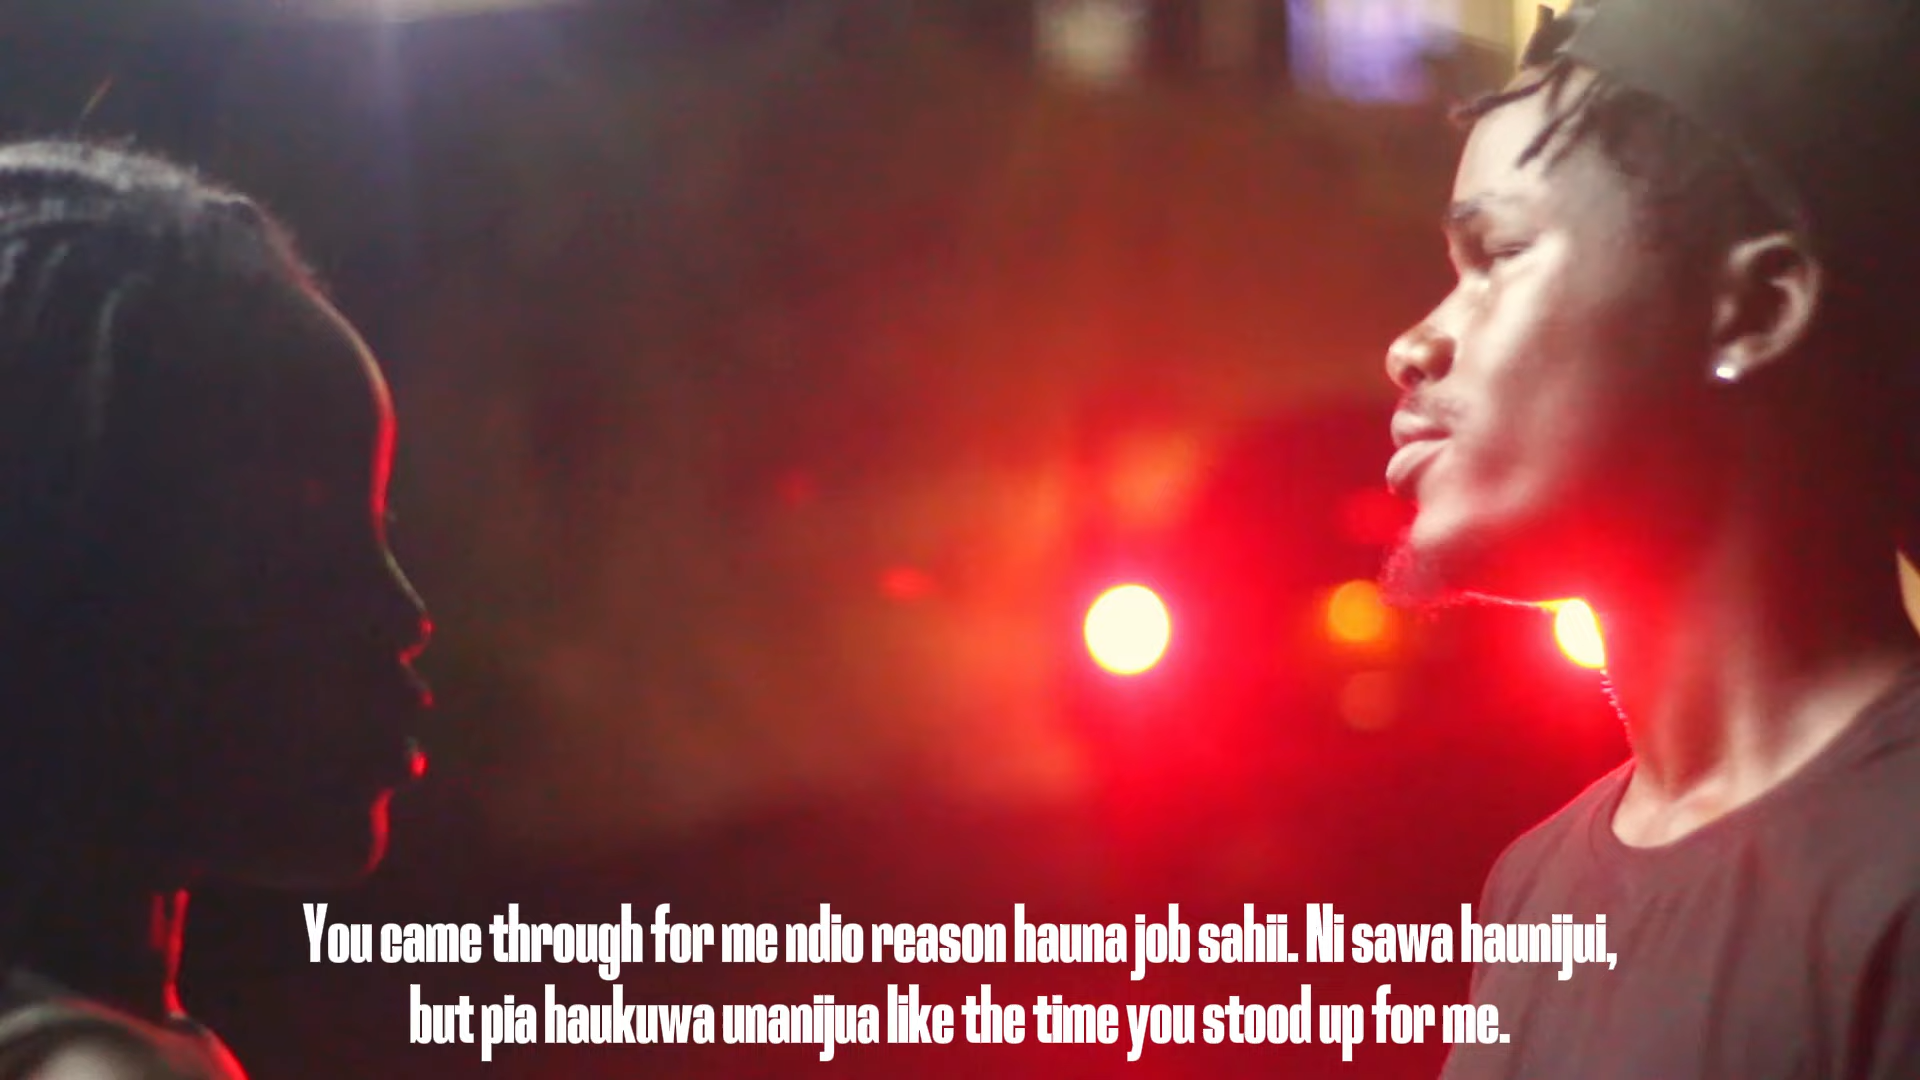 You came through for me ndio reason hauna job sahii. Ni sawa haunijui,
but pia haukuwa unanijua like the time you stood up for me.